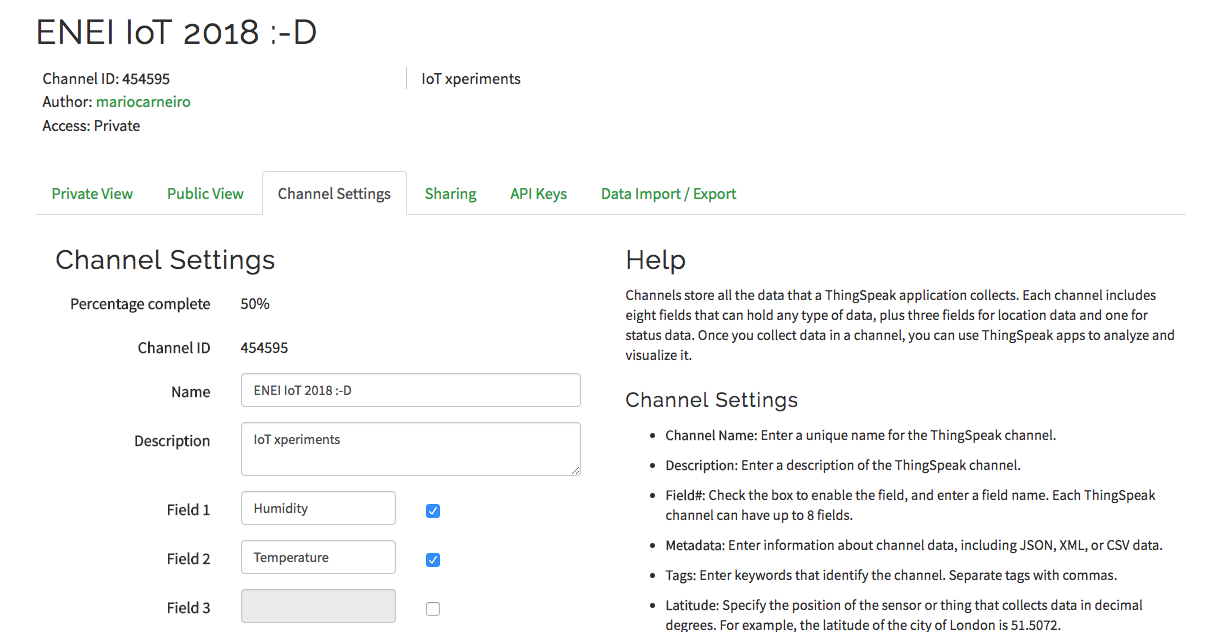 ENEI IoT 2018 :-D
Channel ID: 454595
Author: mariocarneiro
Access: Private
IoT xperiments
Private View Public View Channel Settings Sharing API Keys Data Import / Export
Channel Settings
Percentage complete 50%
Channel ID 454595
Name ENEI IoT 2018 :-D
Description IoT xperiments
Field 1 Humidity
Field 2 Temperature
Field 3
Help
Channels store all the data that a ThingSpeak application collects. Each channel includes
eight fields that can hold any type of data, plus three fields for location data and one for
status data. Once you collect data in a channel, you can use ThingSpeak apps to analyze and
visualize it.
Channel Settings
• Channel Name: Enter a unique name for the ThingSpeak channel.
• Description: Enter a description of the ThingSpeak channel.
• Field#: Check the box to enable the field, and enter a field name. Each ThingSpeak
channel can have up to 8 fields.
• Metadata: Enter information about channel data, including JSON, XML, or CSV data.
• Tags: Enter keywords that identify the channel. Separate tags with commas.
• Latitude: Specify the position of the sensor or thing that collects data in decimal
degrees. For example, the latitude of the city of London is 51.5072.